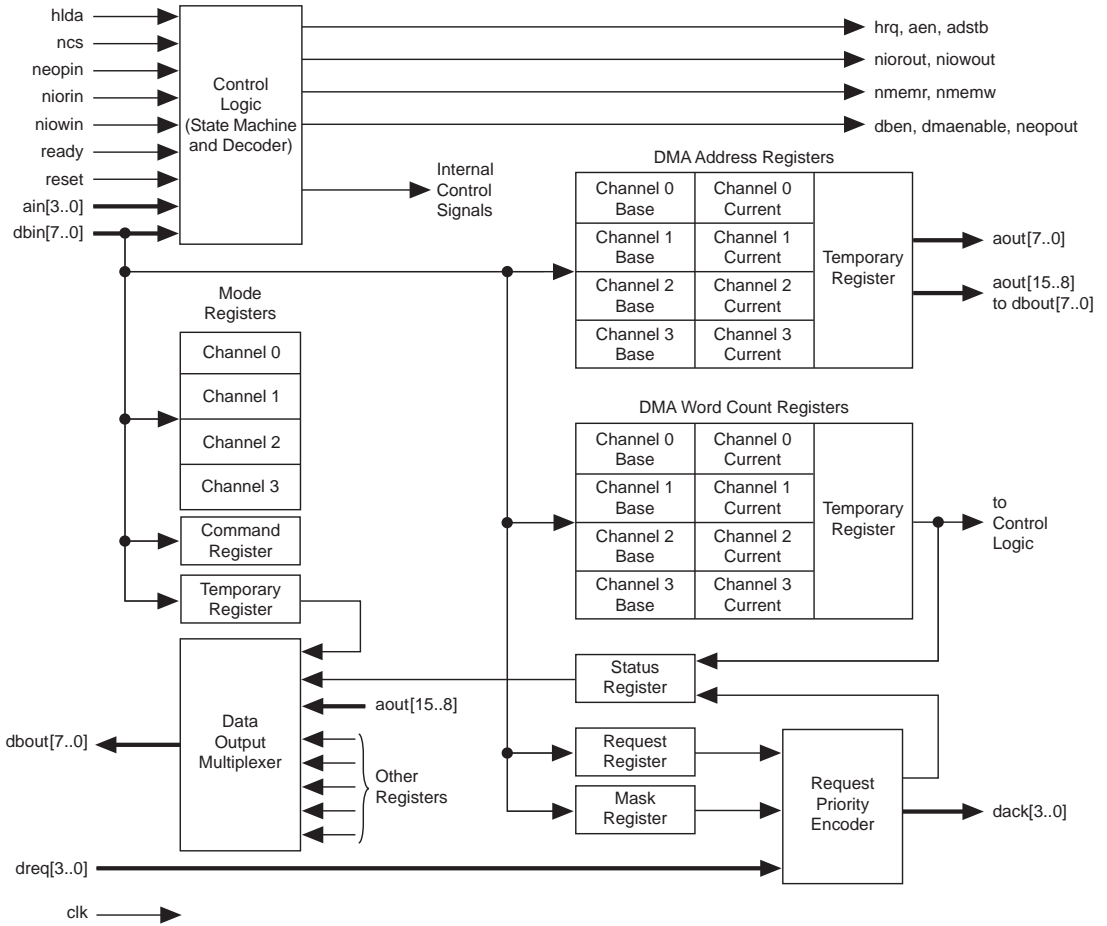 hlda
ncs
neopin
niorin
niowin
ready
reset
ain[3..0]
dbin[7..0]
Control
Logic
(State Machine
and Decoder)
hrq, aen, adstb
niorout, niowout
nmemr, nmemw
dben, dmaenable, neopout
Internal
Control
Signals
DMA Address Registers
Channel 0
Base
Channel 0
Current
Channel 1
Base
Channel 1
Current
Channel 2
Base
Channel 2
Current
Channel 3
Base
Channel 3
Current
Temporary
Register
aout[7..0]
aout[15..8]
to dbout[7..0]
Mode
Registers
Channel 0
Channel 1
Channel 2
Channel 3
Command
Register
Temporary
Register
DMA Word Count Registers
Channel 0
Base
Channel 0
Current
Channel 1
Base
Channel 1
Current
Channel 2
Base
Channel 2
Current
Channel 3
Base
Channel 3
Current
Temporary
Register
to
Control
Logic
Data
Output
Multiplexer
dbout[7..0]
aout[15..8]
Other
Registers
Status
Register
Request
Register
Mask
Register
Request
Priority
Encoder
dack[3..0]
dreq[3..0]
clk